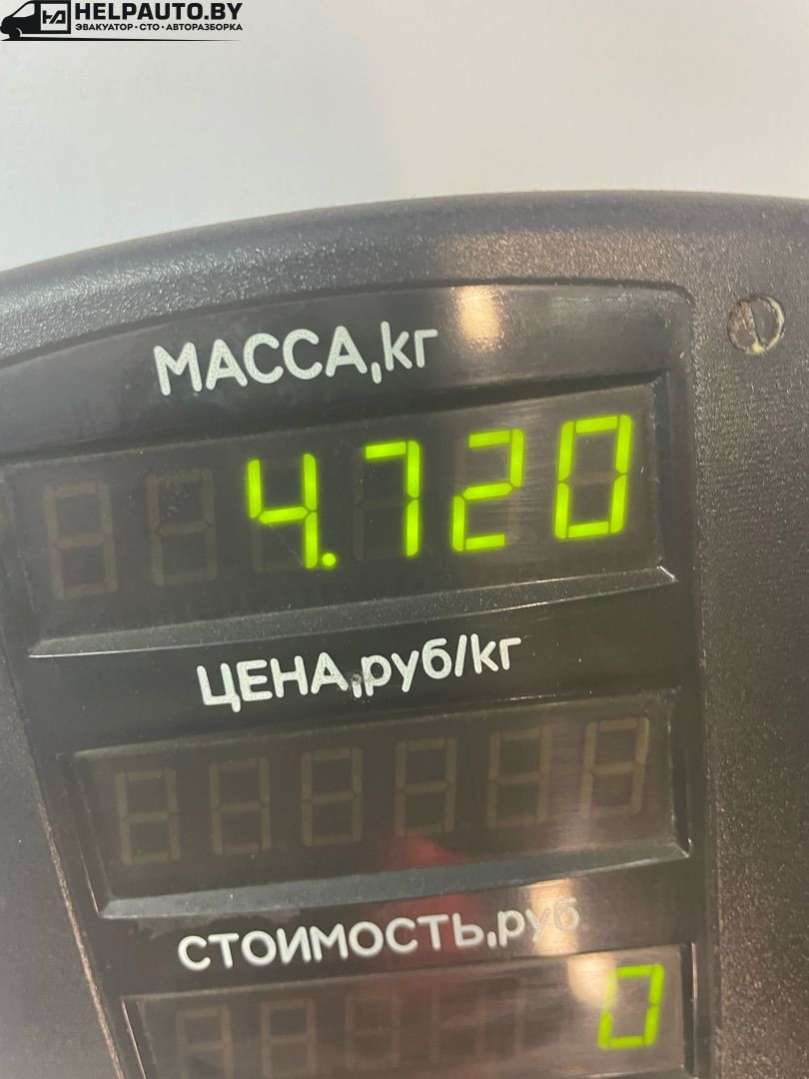 HELPAUTO.BY
ЭВАКУАТОР • СТО • АВТОРАЗБОРКА
МАССА,кг
4.720
ЦЕНА,руб/кг
СТОИМОСТЬ,руб
0